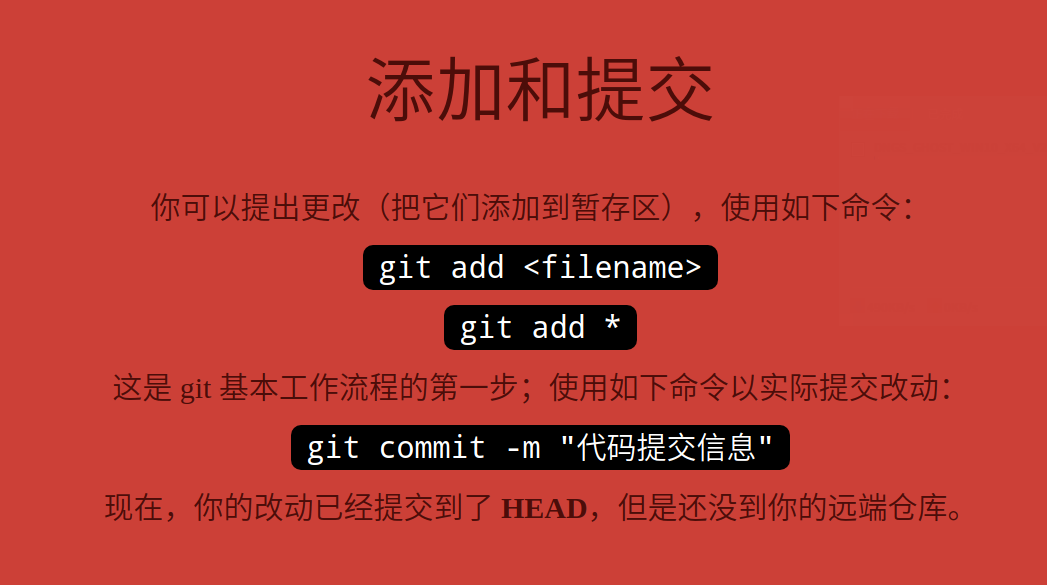 添加和提交
你可以提出更改（把它们添加到暂存区），使用如下命令：
git add <filename>
git add *
这是 git 基本工作流程的第一步；使用如下命令以实际提交改动：
git commit -m "代码提交信息"
现在，你的改动已经提交到了 HEAD，但是还没到你的远端仓库。